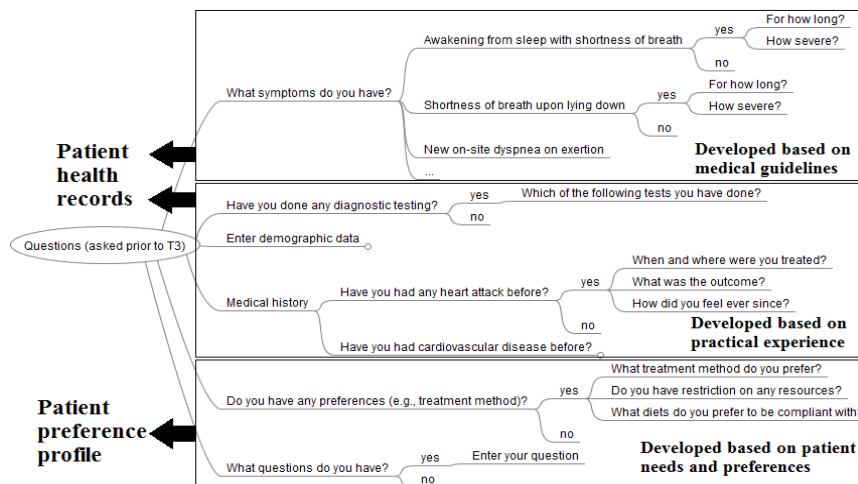 For how long?
yes
Awakening from sleep with shortness of breath
How severe?
no
What symptoms do you have?
For how long?
yes
Shortness of breath upon lying down
How severe?
no
New on-site dyspnea on exertion
...
Developed based on
medical guidelines
Patient
health
records
Have you done any diagnostic testing?
yes
Which of the following tests you have done?
no
Questions (asked prior to T3)
Enter demographic data
Medical history
Have you had any heart attack before?
yes
When and where were you treated?
What was the outcome?
How did you feel ever since?
no
Have you had cardiovascular disease before?
Developed based on
practical experience
Patient
preference
profile
Do you have any preferences (e.g., treatment method)?
yes
What treatment method do you prefer?
Do you have restriction on any resources?
What diets do you prefer to be compliant with?
no
What questions do you have?
yes
Enter your question
no
Developed based on patient
needs and preferences